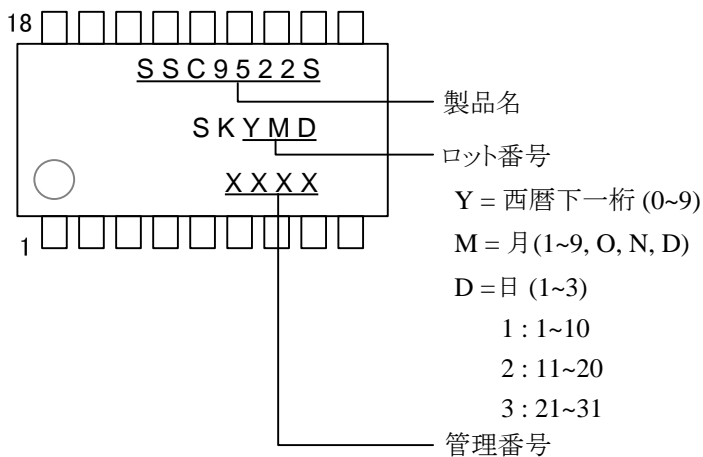 18
SSC9522S
製品名
SKYMD
ロット番号
XXXX
Y = 西暦下一桁 (0~9)
1
M = 月(1~9, O, N, D)
D =日 (1~3)
1 : 1~10
2 : 11~20
3 : 21~31
管理番号